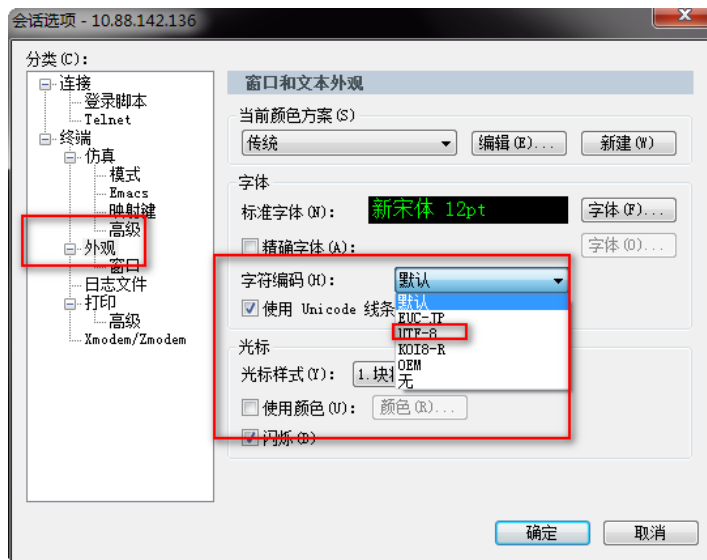 会话选项 - 10.88.142.136
分类(C):
连接
登录脚本
Telnet
终端
仿真
模式
Emacs
映射键
高级
外观
窗口
日志文件
打印
高级
Xmodem/Zmodem
窗口和文本外观
当前颜色方案(S)
传统
编辑(E)...
新建(W)
字体
标准字体(N):
新宋体 12pt
字体(F)...
精确字体(A):
字体(O)...
字符编码(H):
默认
默认
EUC-JP
UTF-8
KOI8-R
OEM
无
使用 Unicode 线条
光标
光标样式(Y):
1.块
使用颜色(U):
颜色(R)...
闪烁(B)
确定
取消